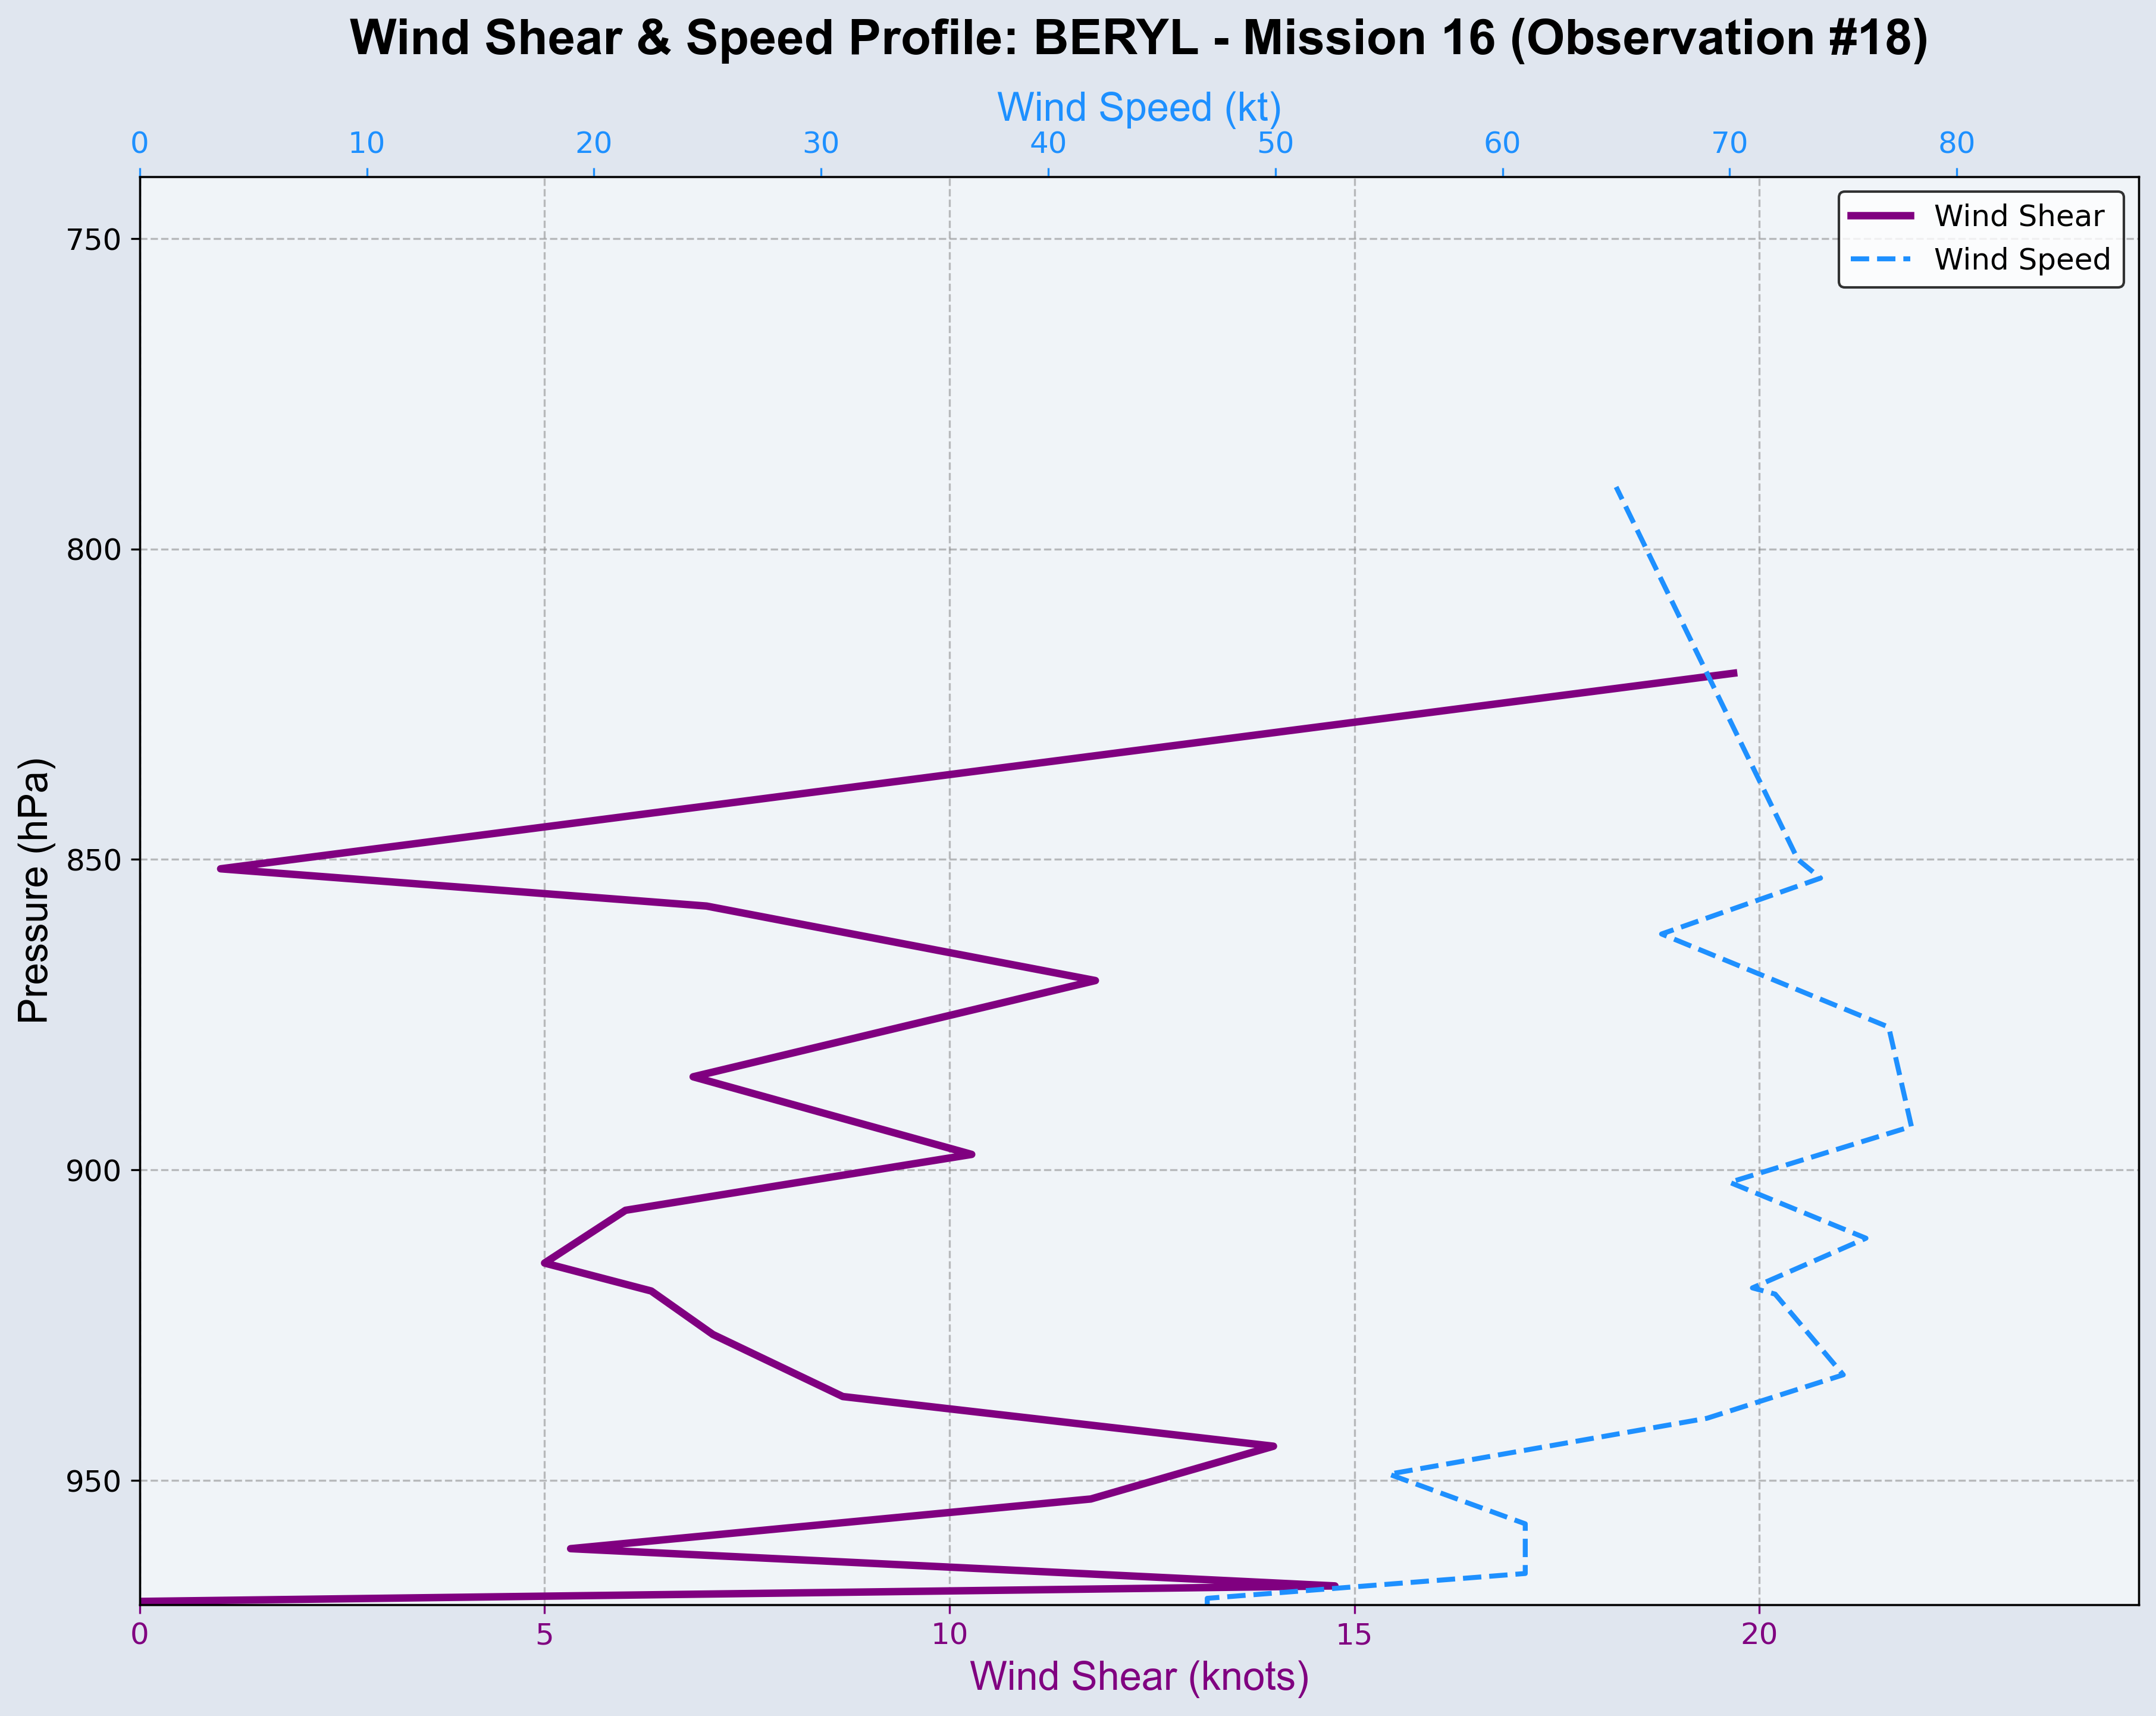 Wind Shear & Speed Profile: BERYL - Mission 16 (Observation #18)
Wind Speed (kt)
0 10 20 30 40 50 60 70 80
Wind Shear
Wind Speed
Pressure (hPa)
750
800
850
900
950
0 5 10 15 20
Wind Shear (knots)